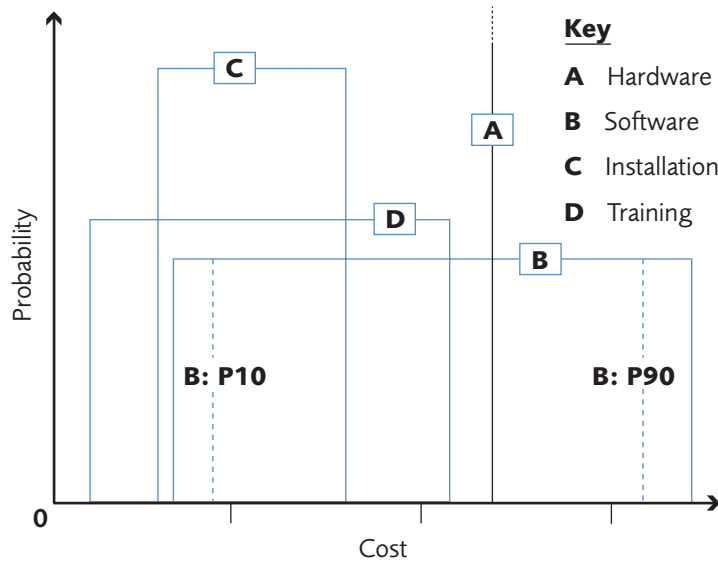 Key
A Hardware
B Software
C Installation
D Training
C
A
D
B
B: P10
B: P90
Probability
0
Cost